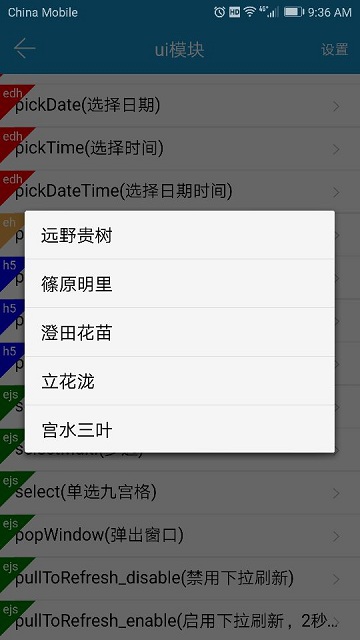 China Mobile
HD
4G
9:36 AM
ui模块
设置
edh
pickDate(选择日期)
edh
pickTime(选择时间)
edh
pickDateTime(选择日期时间)
eh
p
远野贵树
h5
篠原明里
h5
澄田花苗
h5
立花泷
ejs
s
宫水三叶
ejs
ejs
select(单选九宫格)
ejs
popWindow(弹出窗口)
ejs
pullToRefresh_disable(禁用下拉刷新)
ejs
pullToRefresh_enable(启用下拉刷新，2秒...